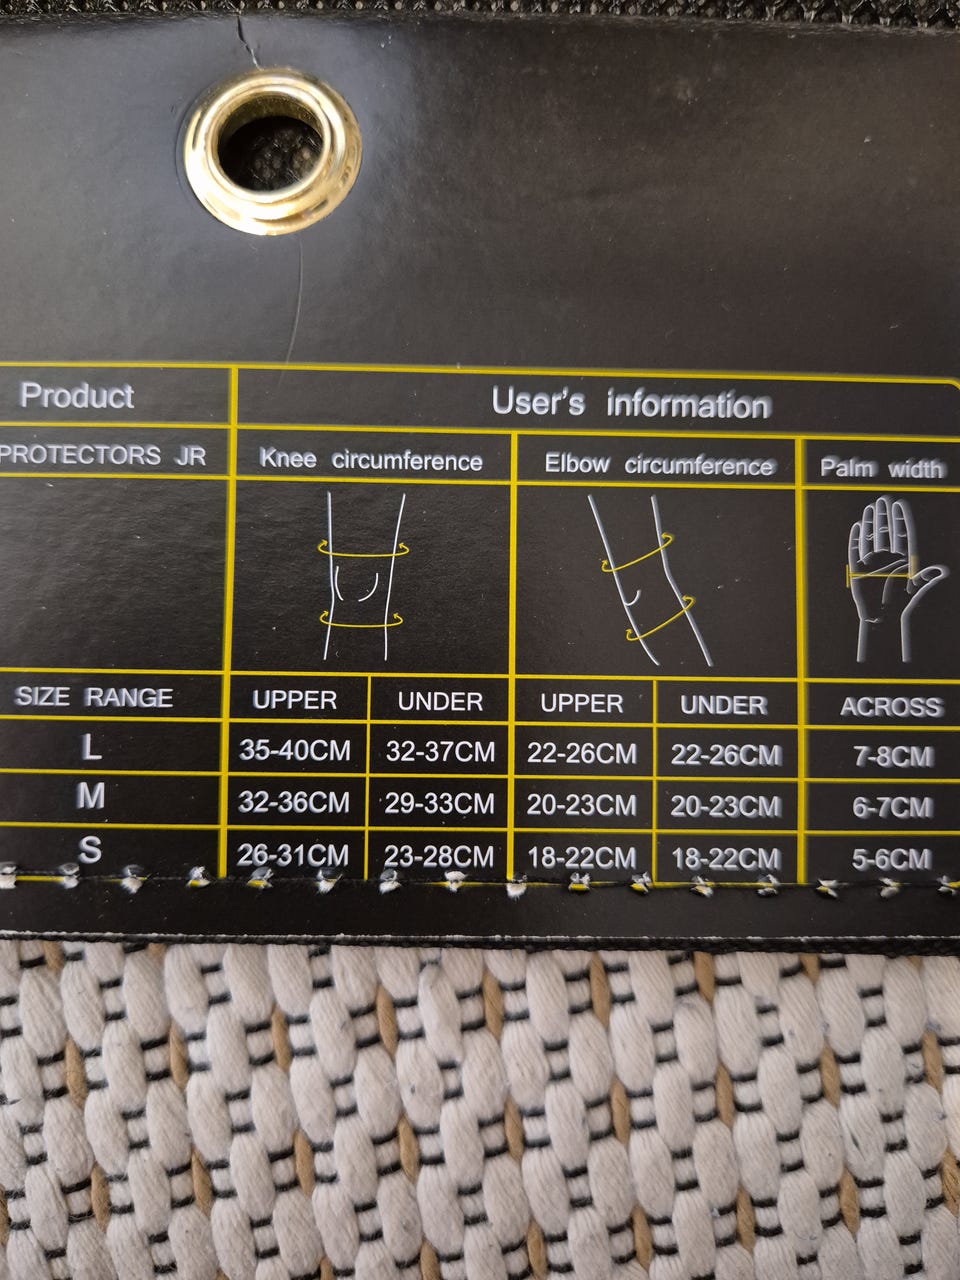 Product User's information
PROTECTORS JR Knee circumference Elbow circumference Palm width
SIZE RANGE UPPER UNDER UPPER UNDER ACROSS
L 35-40CM 32-37CM 22-26CM 22-26CM 7-8CM
M 32-36CM 29-33CM 20-23CM 20-23CM 6-7CM
S 26-31CM 23-28CM 18-22CM 18-22CM 5-6CM